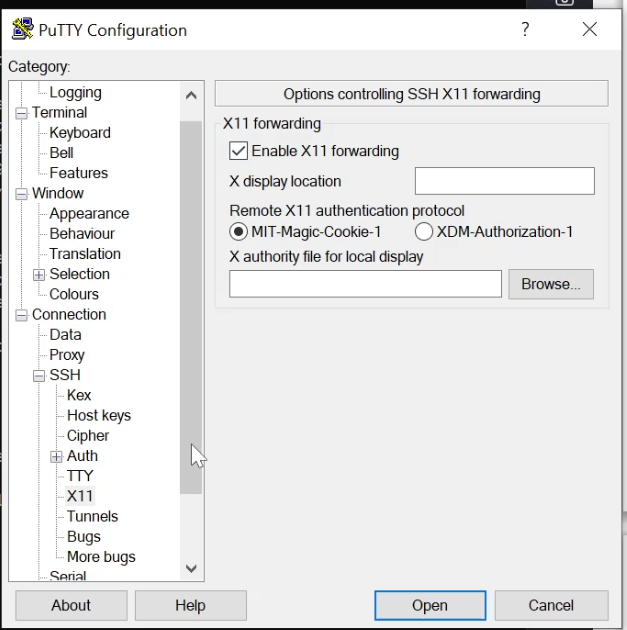 PuTTY Configuration
?
Category:
Logging
Terminal
Keyboard
Bell
Features
Window
Appearance
Behaviour
Translation
Selection
Colours
Connection
Data
Proxy
SSH
Kex
Host keys
Cipher
Auth
TTY
X11
Tunnels
Bugs
More bugs
Serial
Options controlling SSH X11 forwarding
X11 forwarding
Enable X11 forwarding
X display location
Remote X11 authentication protocol
MIT-Magic-Cookie-1 XDM-Authorization-1
X authority file for local display
Browse...
About Help Open Cancel